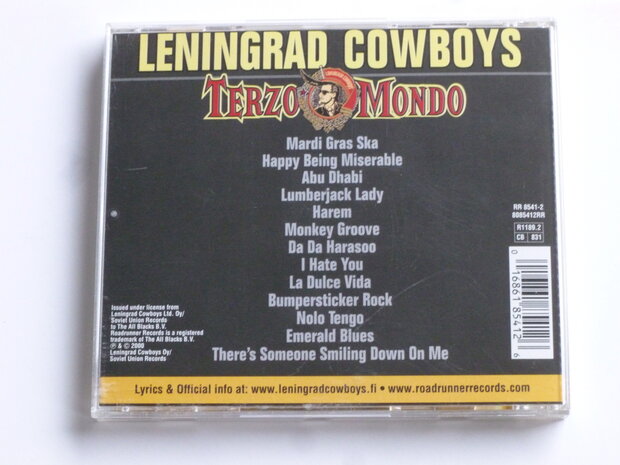 LENINGRAD COWBOYS
TERZO MONDO
Mardi Gras Ska
Happy Being Miserable
Abu Dhabi
Lumberjack Lady
Harem
Monkey Groove
Da Da Harasoo
I Hate You
La Dulce Vida
Bumpersticker Rock
Nolo Tengo
Emerald Blues
There's Someone Smiling Down On Me
RR 8541-2
8085412RR
R1189.2
CB 831
0 16861 85412 6
Issued under license from
Leningrad Cowboys Ltd. Oy/
Soviet Union Records
to The All Blacks B.V.
Roadrunner Records is a registered
trademark of The All Blacks B.V.
℗ & © 2000
Leningrad Cowboys Oy/
Soviet Union Records
Lyrics & Official info at: www.leningradcowboys.fi • www.roadrunnerrecords.com